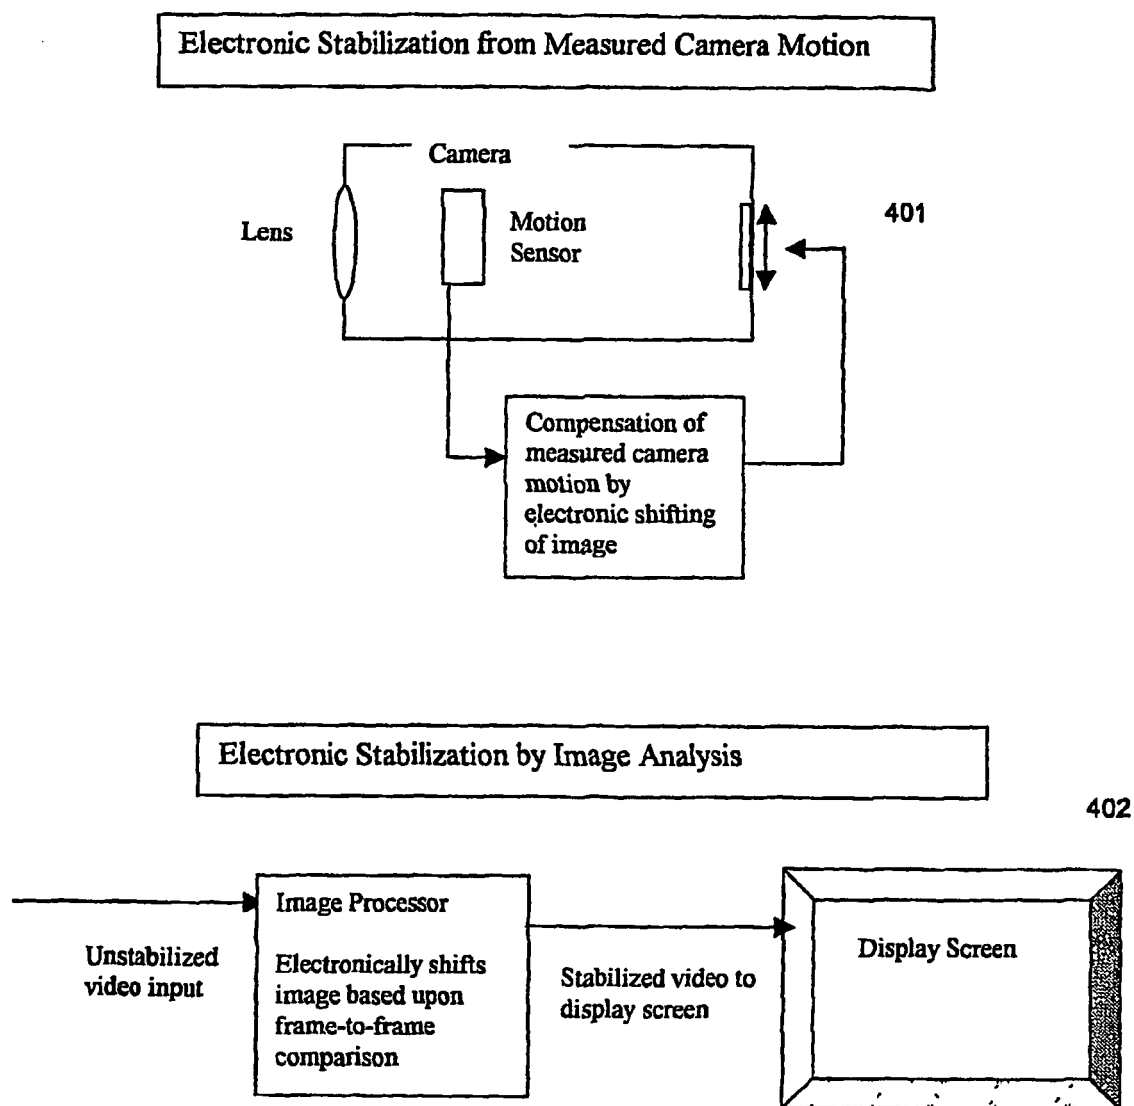 Electronic Stabilization from Measured Camera Motion
Camera
Lens
Motion
Sensor
401
Compensation of
measured camera
motion by
electronic shifting
of image
Electronic Stabilization by Image Analysis
402
Unstabilized
video input
Image Processor
Electronically shifts
image based upon
frame-to-frame
comparison
Stabilized video to
display screen
Display Screen